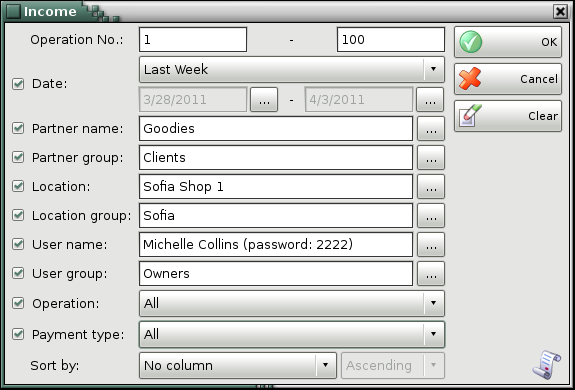 Income
Operation No.: 1 - 100
OK
Date: Last Week
3/28/2011 ... - 4/3/2011 ...
Cancel
Partner name: Goodies ...
Clear
Partner group: Clients ...
Location: Sofia Shop 1 ...
Location group: Sofia ...
User name: Michelle Collins (password: 2222) ...
User group: Owners ...
Operation: All
Payment type: All
Sort by: No column Ascending